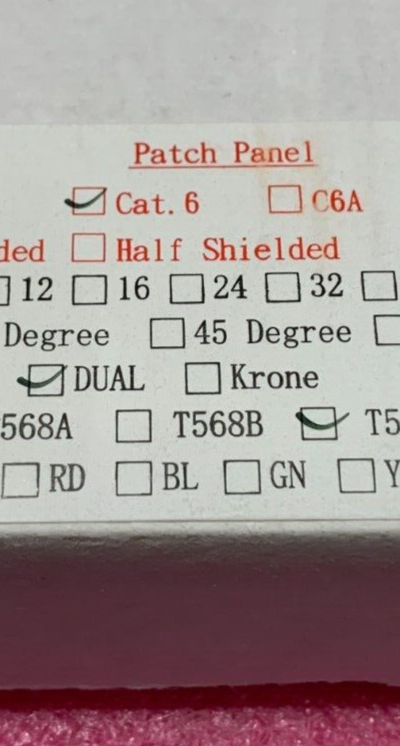 Patch Panel
☑ Cat. 6 ☐ C6A
ded ☐ Half Shielded
☐ 12 ☐ 16 ☐ 24 ☐ 32 ☐
Degree ☐ 45 Degree ☐
☑ DUAL ☐ Krone
568A ☐ T568B ☑ T5
☐ RD ☐ BL ☐ GN ☐ Y